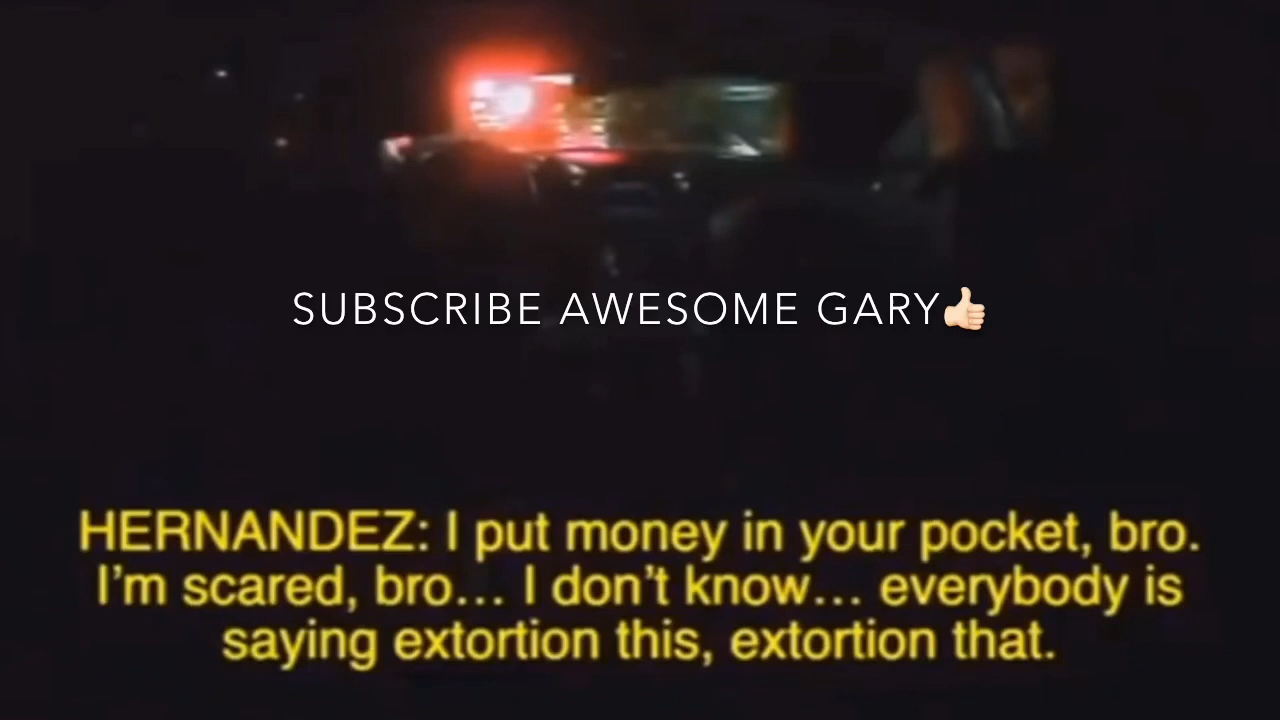 SUBSCRIBE AWESOME GARY👍🏻
HERNANDEZ: I put money in your pocket, bro.
I’m scared, bro… I don’t know… everybody is
saying extortion this, extortion that.